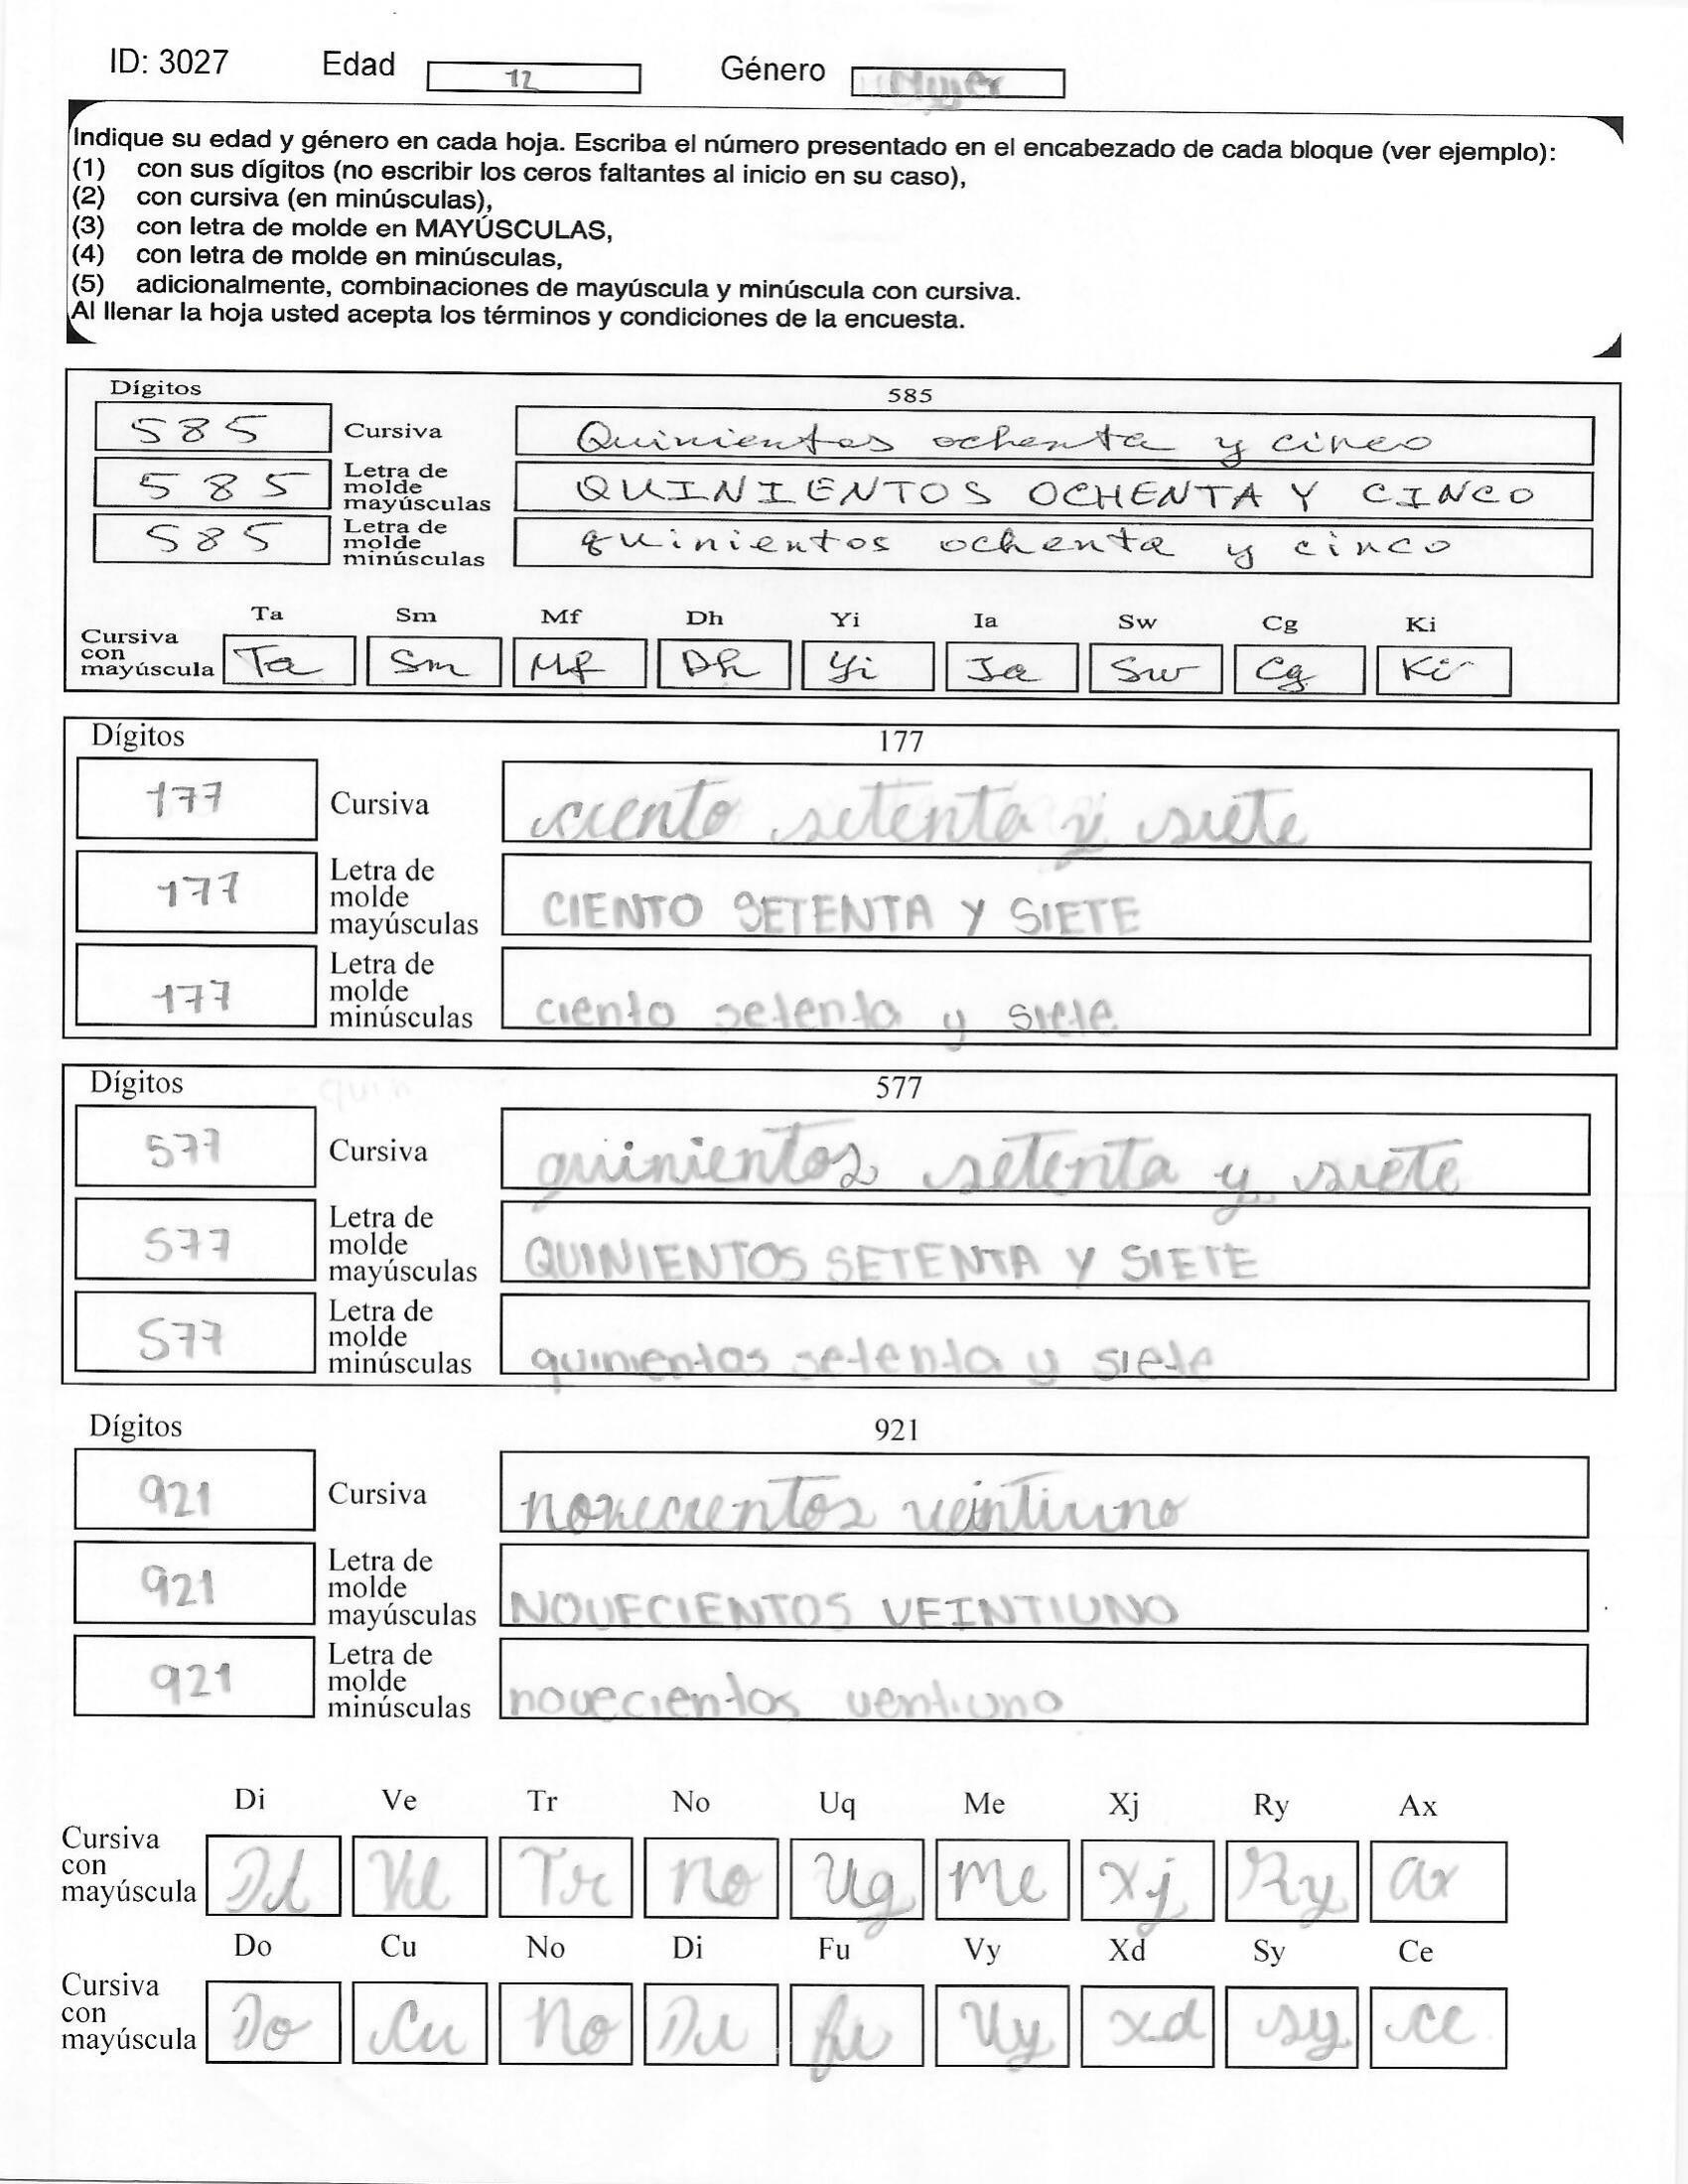 ID: 3027 Edad 12 Género Mujer
Indique su edad y género en cada hoja. Escriba el número presentado en el encabezado de cada bloque (ver ejemplo):
(1) con sus dígitos (no escribir los ceros faltantes al inicio en su caso),
(2) con cursiva (en minúsculas),
(3) con letra de molde en MAYÚSCULAS,
(4) con letra de molde en minúsculas,
(5) adicionalmente, combinaciones de mayúscula y minúscula con cursiva.
Al llenar la hoja usted acepta los términos y condiciones de la encuesta.
Dígitos 585
585 Cursiva Quinientos ochenta y cinco
585 Letra de molde mayúsculas QUINIENTOS OCHENTA Y CINCO
585 Letra de molde minúsculas quinientos ochenta y cinco
Ta Sm Mf Dh Yi Ia Sw Cg Ki
Cursiva con mayúscula Ta Sm Mf Dh Yi Ia Sw Cg Ki
Dígitos 177
177 Cursiva ciento setenta y siete
177 Letra de molde mayúsculas CIENTO SETENTA Y SIETE
177 Letra de molde minúsculas ciento setenta y siete
Dígitos quin 577
577 Cursiva quinientos setenta y siete
577 Letra de molde mayúsculas QUINIENTOS SETENTA Y SIETE
577 Letra de molde minúsculas quinientos setenta y siete
Dígitos 921
921 Cursiva novecientos veintiuno
921 Letra de molde mayúsculas NOVECIENTOS VEINTIUNO
921 Letra de molde minúsculas novecientos ventiuno
Di Ve Tr No Uq Me Xj Ry Ax
Cursiva con mayúscula Di Ve Tr No Ug Me Xj Ry ax
Do Cu No Di Fu Vy Xd Sy Ce
Cursiva con mayúscula Do Cu No Di fu Vy xd sy ce